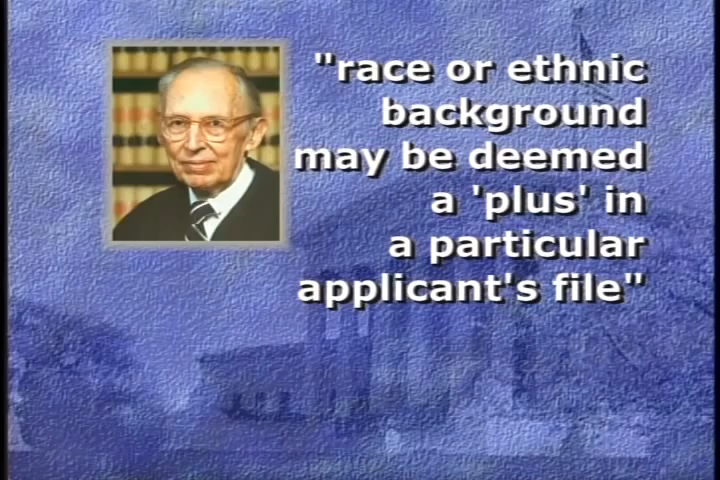 "race or ethnic
background
may be deemed
a 'plus' in
a particular
applicant's file"